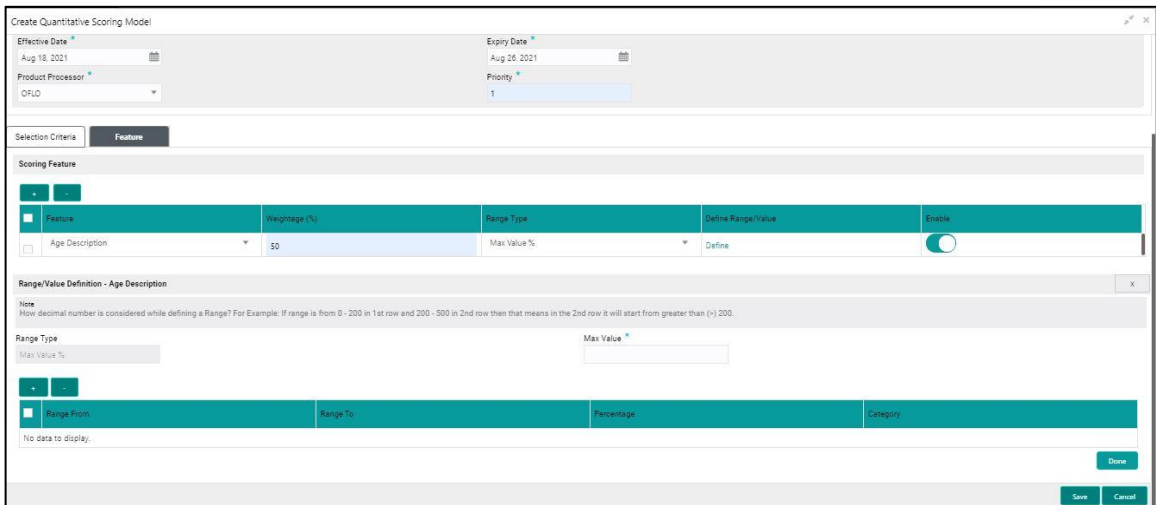 Create Quantitative Scoring Model
Effective Date *
Expiry Date *
Aug 18, 2021
Aug 26, 2021
Product Processor *
Priority *
OFLO
1
Selection Criteria
Feature
Scoring Feature
+ -
Feature Weightage (%) Range Type Define Range/Value Enable
Age Description 50 Max Value % Define
Range/Value Definition - Age Description
X
Note
How decimal number is considered while defining a Range? For Example: If range is from 0 - 200 in 1st row and 200 - 500 in 2nd row then that means in the 2nd row it will start from greater than (>) 200.
Range Type
Max Value *
Max Value %
+ -
Range From Range To Percentage Category
No data to display.
Done
Save Cancel